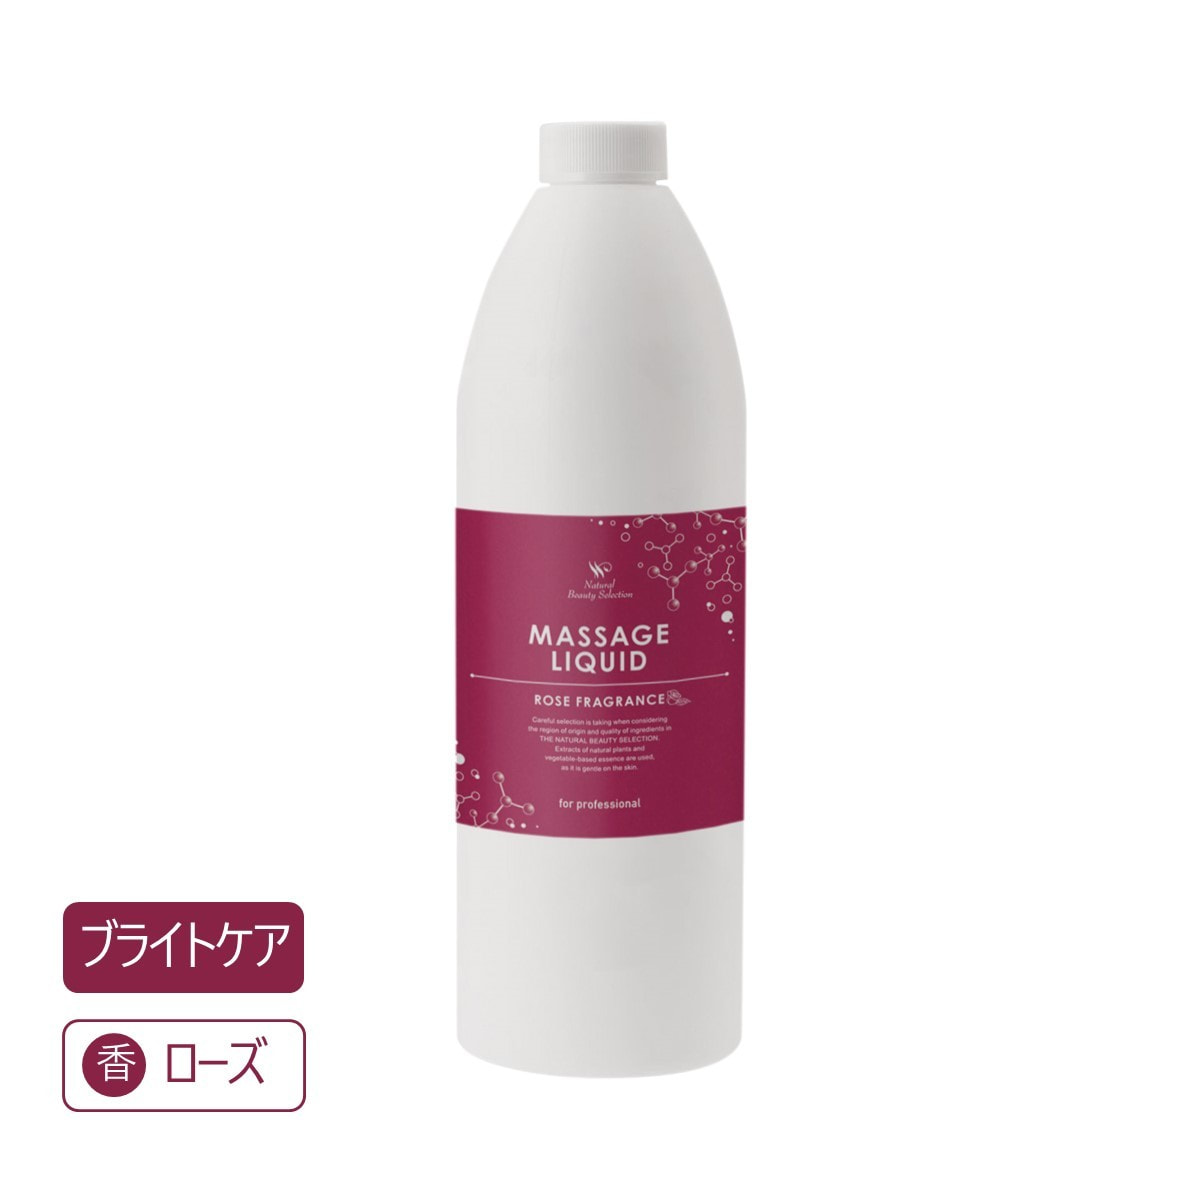 Natural
Beauty Selection
MASSAGE
LIQUID
ROSE FRAGRANCE
Careful selection is taking when considering
the region of origin and quality of ingredients in
THE NATURAL BEAUTY SELECTION.
Extracts of natural plants and
vegetable-based essence are used,
as it is gentle on the skin.
for professional
ブライトケア
香 ローズ